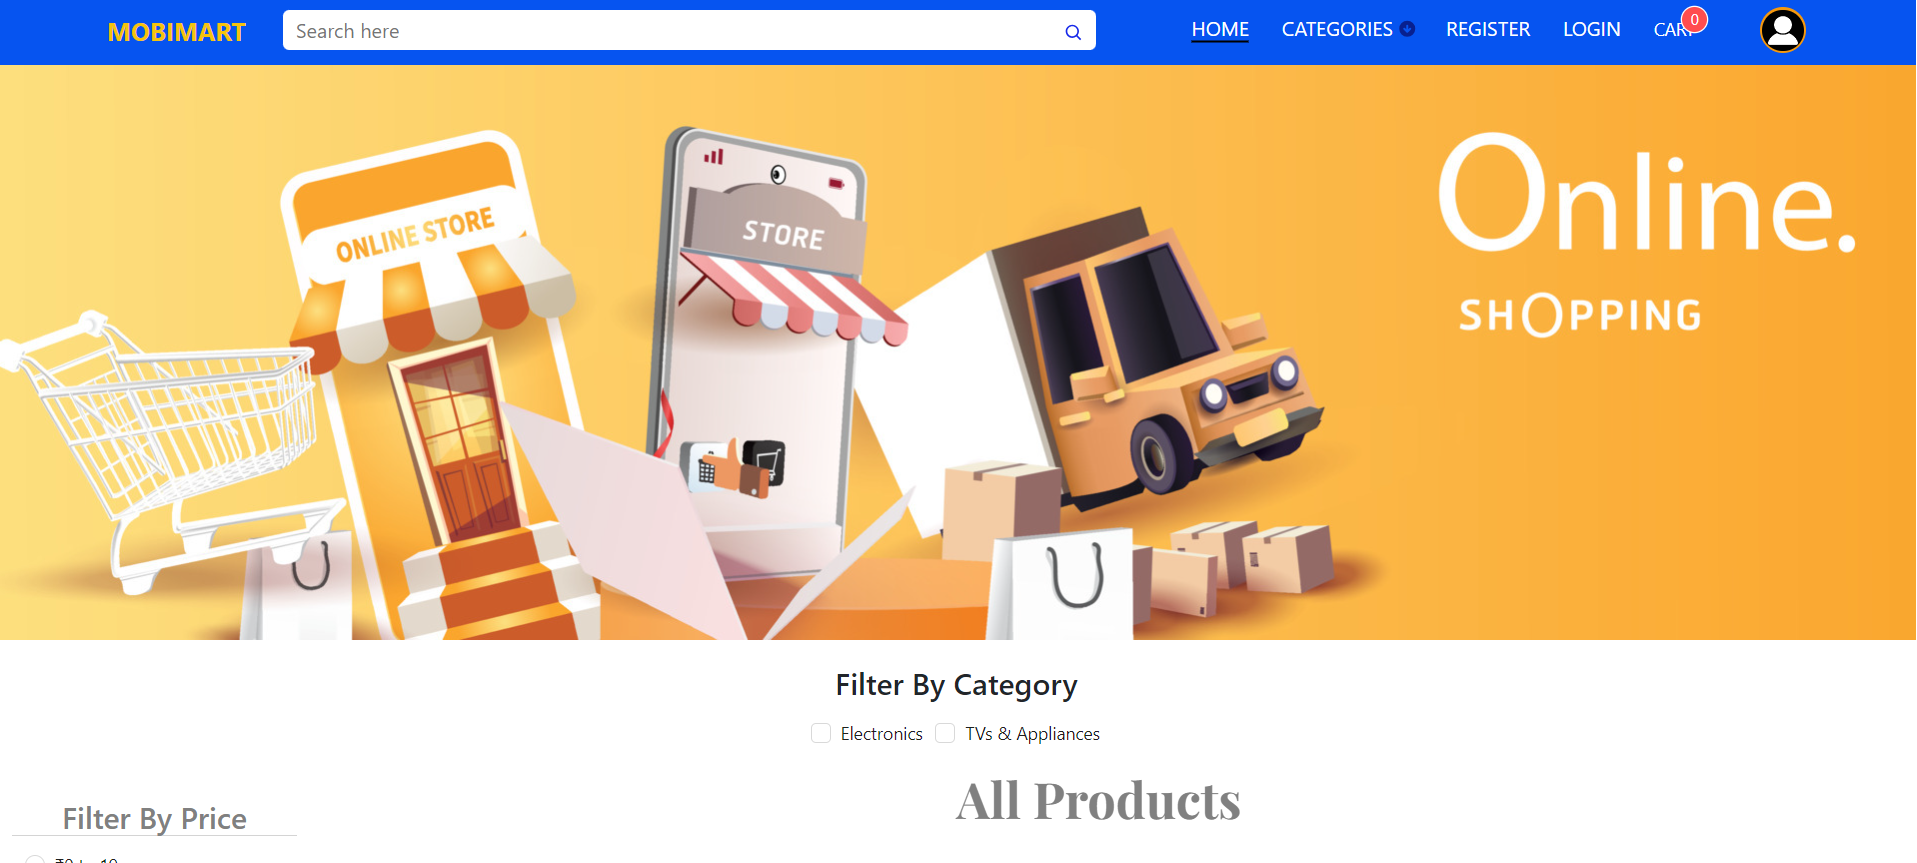 MOBIMART
Search here
HOME
CATEGORIES
REGISTER
LOGIN
CART
0
ONLINE STORE
STORE
Online.
SHOPPING
Filter By Category
Electronics
TVs & Appliances
All Products
Filter By Price